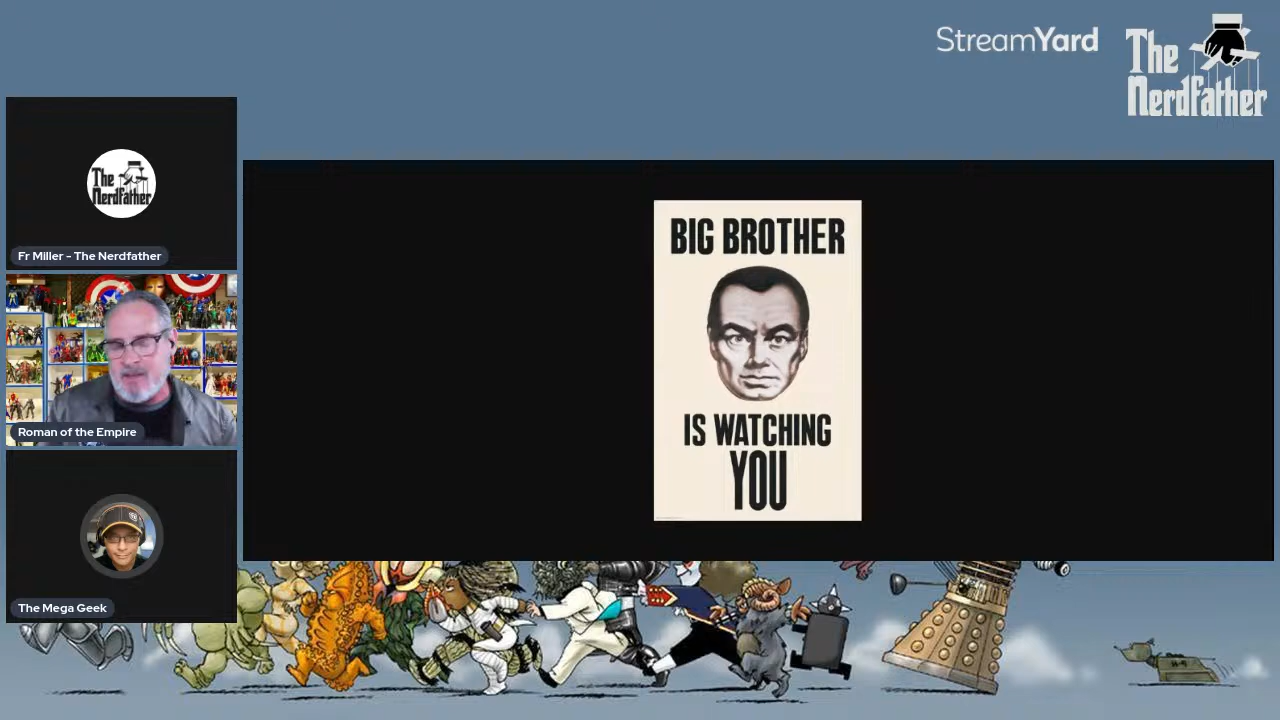 StreamYard
The
Nerdfather
The
Nerdfather
Fr Miller - The Nerdfather
BIG BROTHER
IS WATCHING
YOU
Roman of the Empire
The Mega Geek
K-9